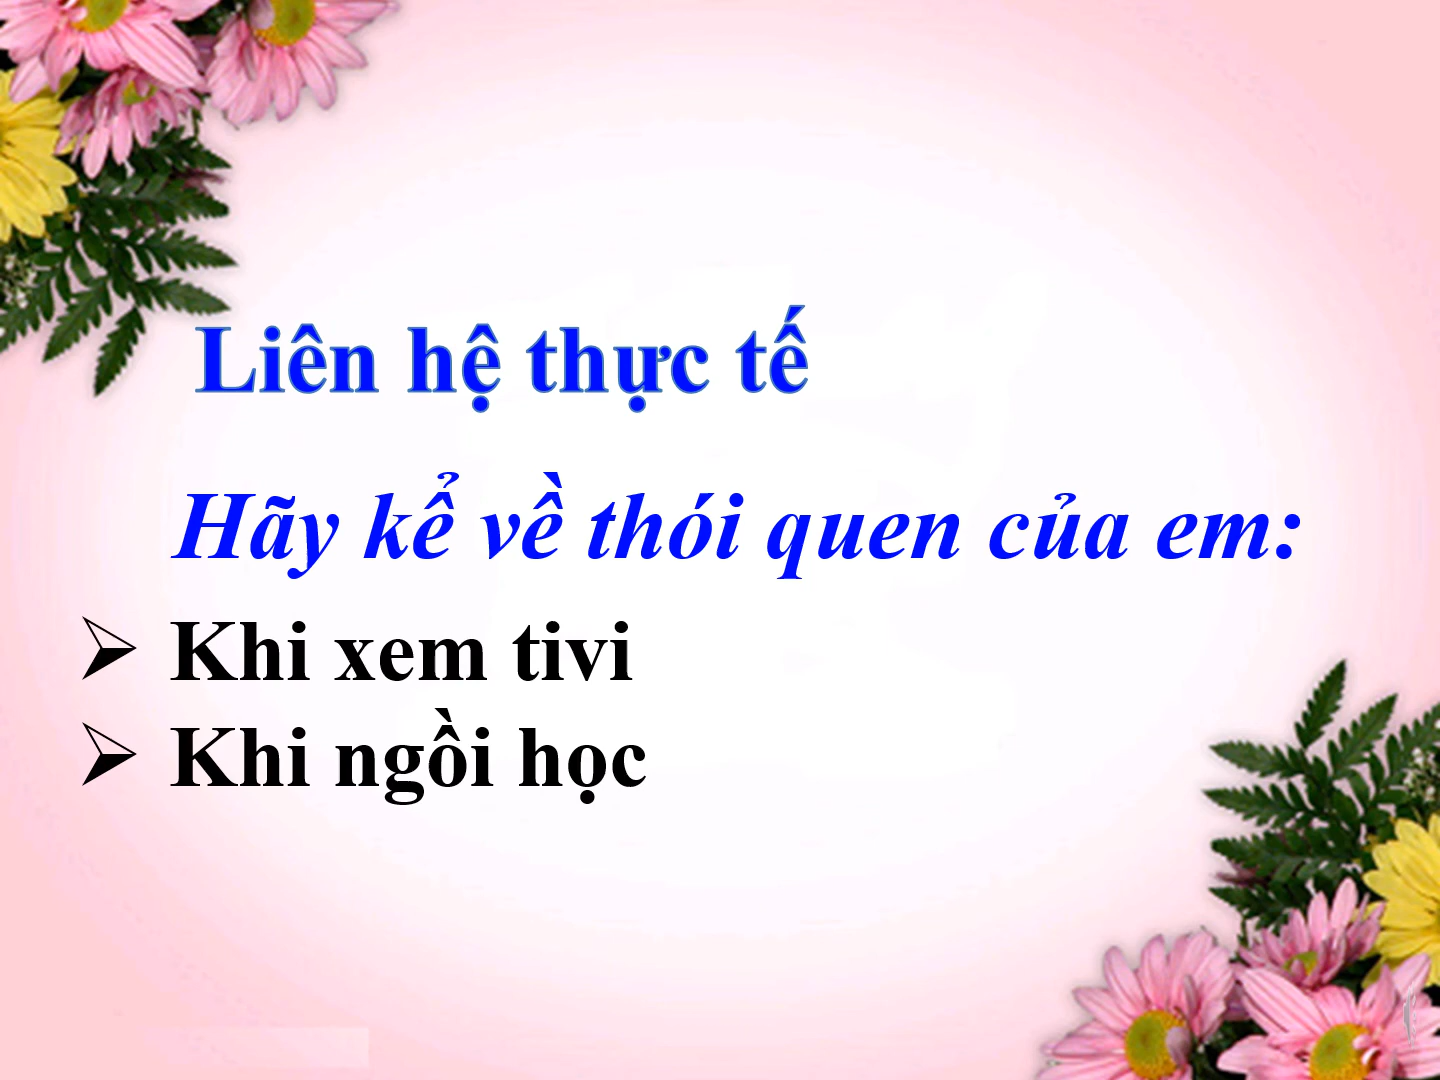 Liên hệ thực tế
Hãy kể về thói quen của em:
Khi xem tivi
Khi ngồi học